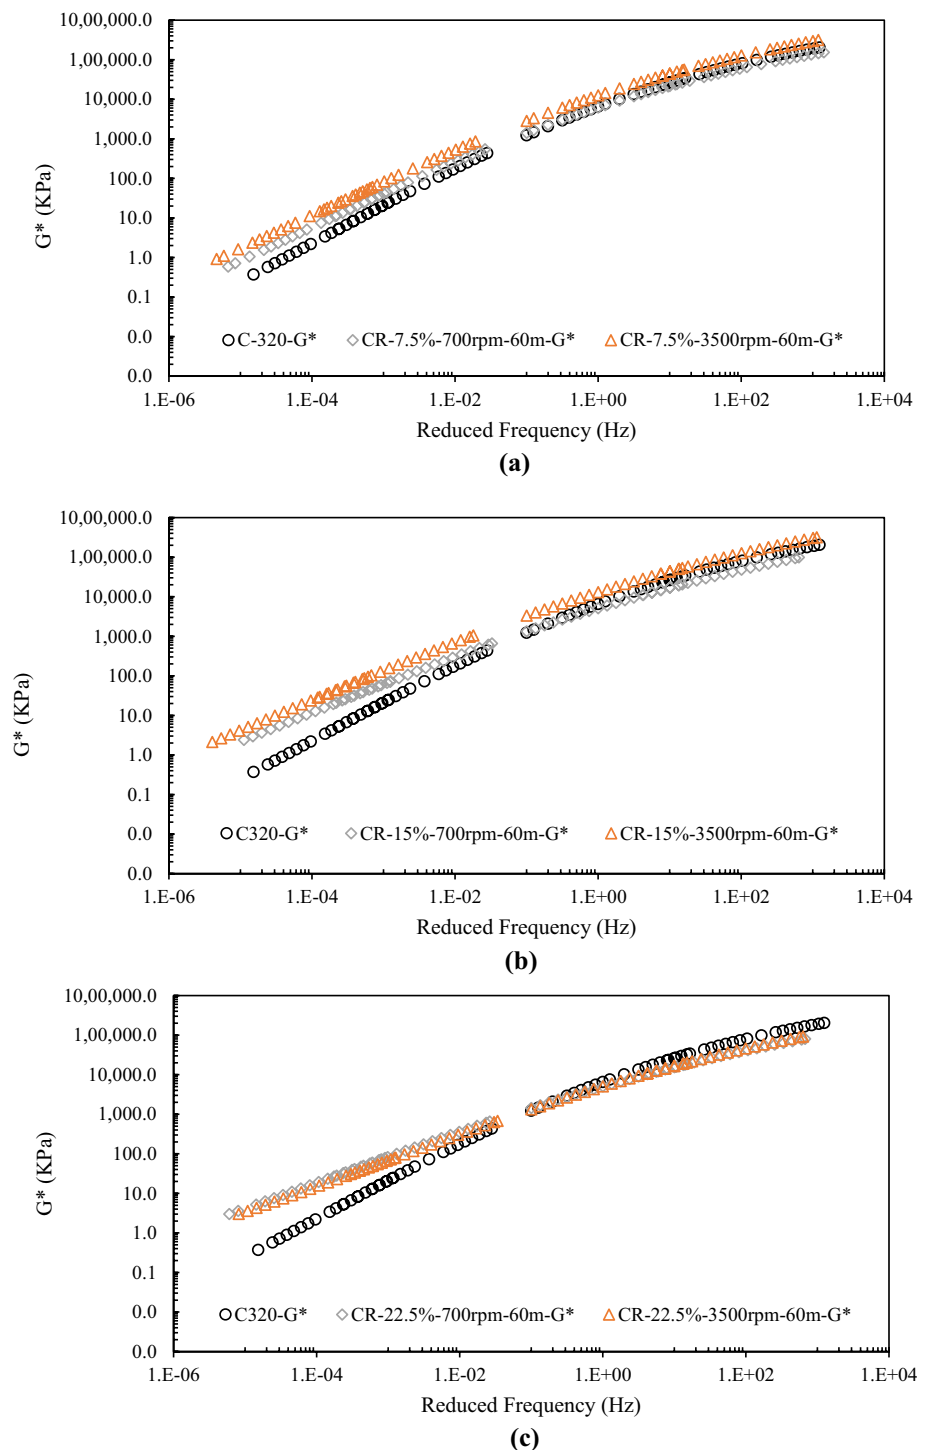 10,00,000.0
1,00,000.0
10,000.0
1,000.0
100.0
10.0
1.0
0.1
0.0
0.0
G* (KPa)
C-320-G* CR-7.5%-700rpm-60m-G* CR-7.5%-3500rpm-60m-G*
1.E-06 1.E-04 1.E-02 1.E+00 1.E+02 1.E+04
Reduced Frequency (Hz)
(a)
10,00,000.0
1,00,000.0
10,000.0
1,000.0
100.0
10.0
1.0
0.1
0.0
0.0
G* (KPa)
C320-G* CR-15%-700rpm-60m-G* CR-15%-3500rpm-60m-G*
1.E-06 1.E-04 1.E-02 1.E+00 1.E+02 1.E+04
Reduced Frequency (Hz)
(b)
10,00,000.0
1,00,000.0
10,000.0
1,000.0
100.0
10.0
1.0
0.1
0.0
0.0
G* (KPa)
C320-G* CR-22.5%-700rpm-60m-G* CR-22.5%-3500rpm-60m-G*
1.E-06 1.E-04 1.E-02 1.E+00 1.E+02 1.E+04
Reduced Frequency (Hz)
(c)